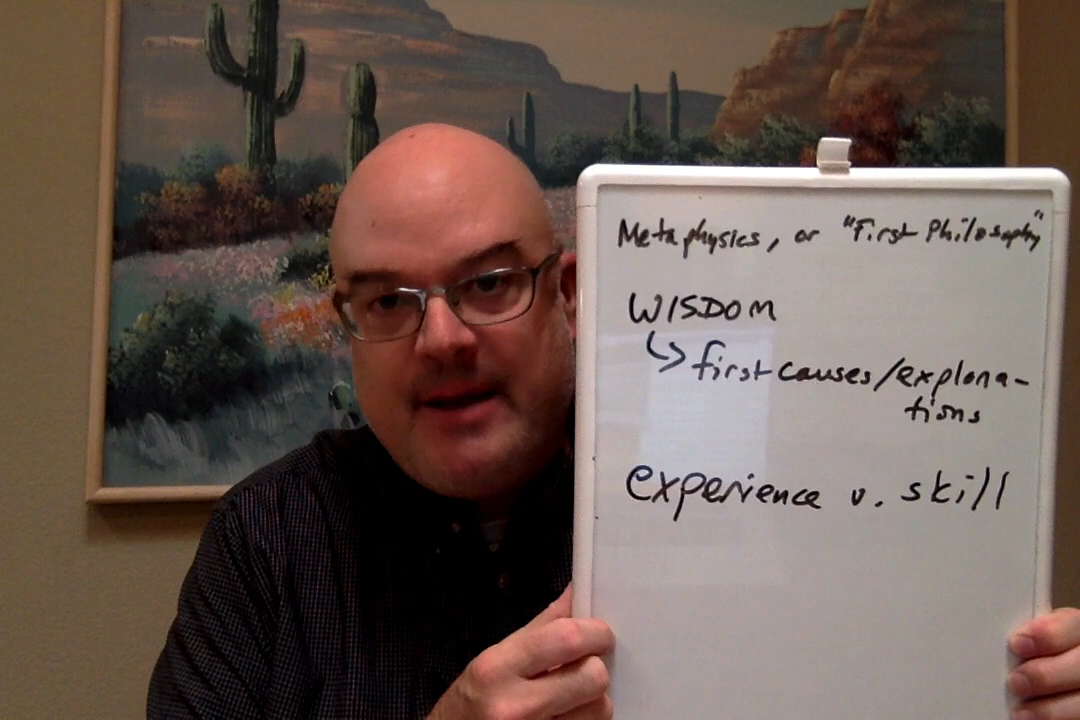 Metaphysics, or "First Philosophy"
WISDOM
first causes/explana-
tions
experience v. skill